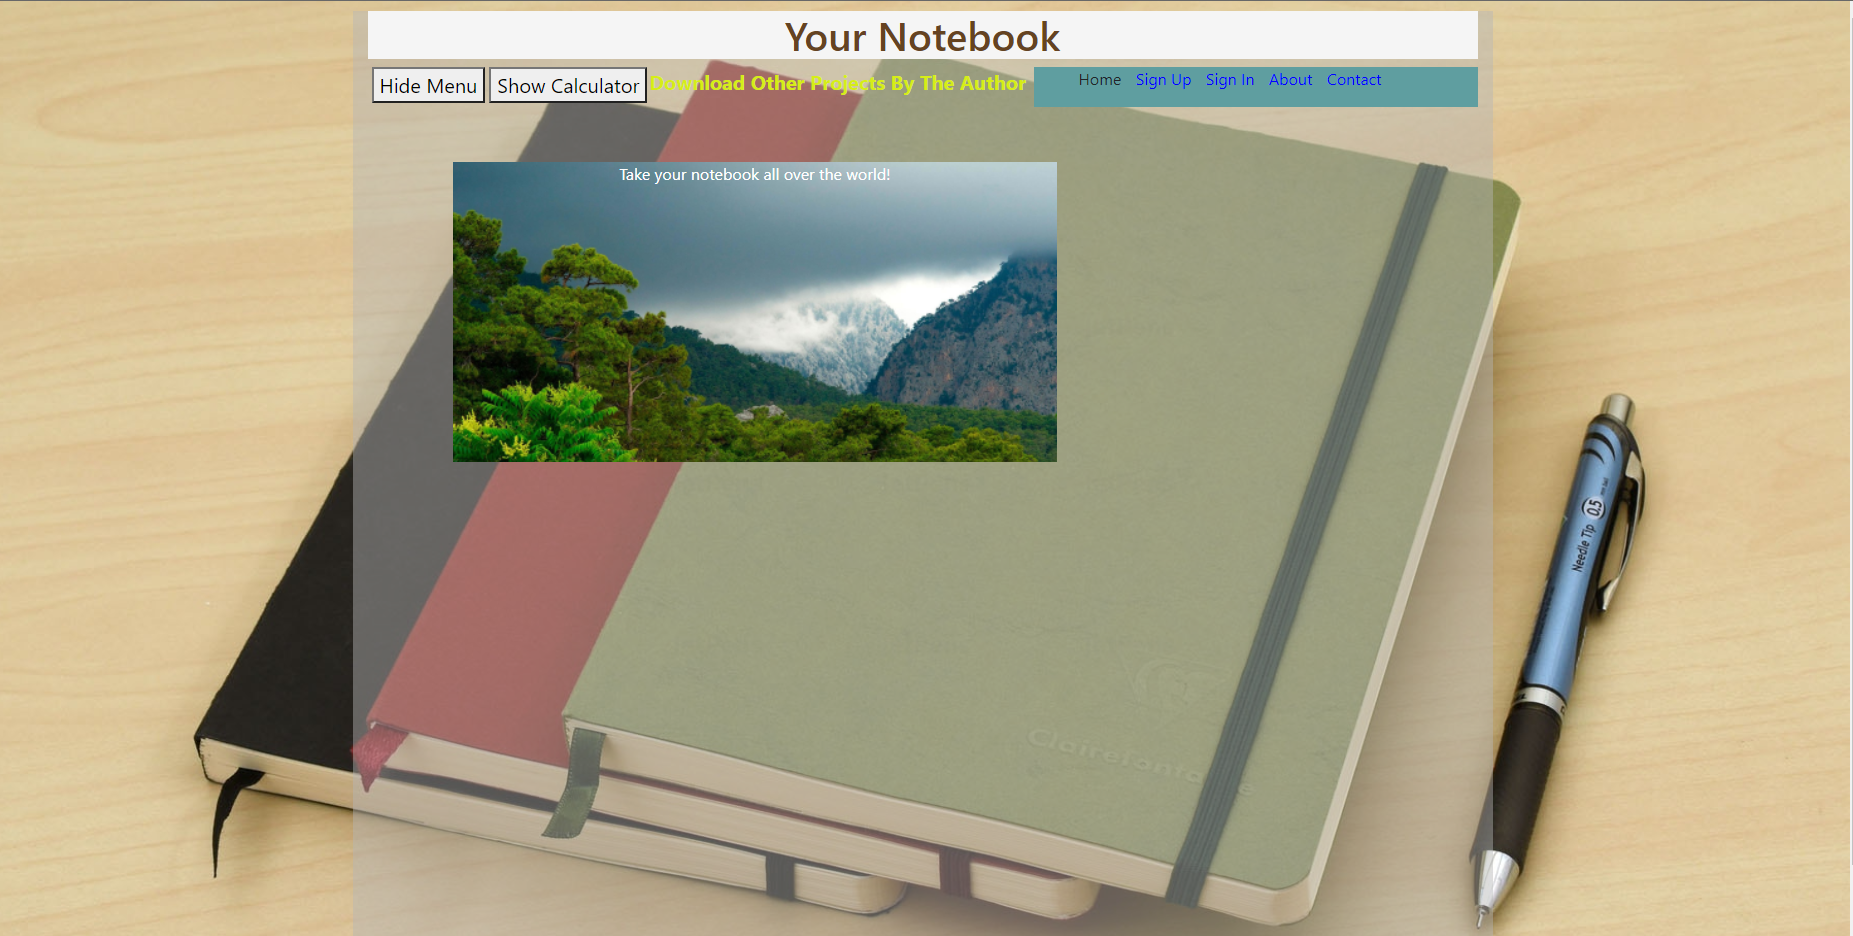 Your Notebook
Hide Menu Show Calculator Download Other Projects By The Author Home Sign Up Sign In About Contact
Take your notebook all over the world!
0.5
Needle Tip
Clairefontaine